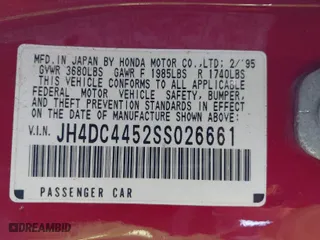 MFD. IN JAPAN BY HONDA MOTOR CO.,LTD: 2/'95
GVWR 3680LBS GAWR F 1985LBS R 1740LBS
THIS VEHICLE CONFORMS TO ALL APPLICABLE
FEDERAL MOTOR VEHICLE SAFETY, BUMPER,
AND THEFT PREVENTION STANDARDS IN EFFECT ON
THE DATE OF MANUFACTURE SHOWN ABOVE.
V.I.N. JH4DC4452SS026661
PASSENGER CAR
DREAMBID